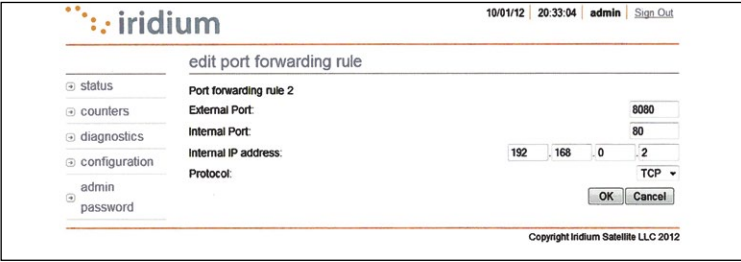 iridium
10/01/12 20:33:04 admin Sign Out
edit port forwarding rule
status
counters
diagnostics
configuration
admin
password
Port forwarding rule 2
External Port: 8080
Internal Port: 80
Internal IP address: 192 . 168 . 0 . 2
Protocol: TCP
OK Cancel
Copyright Iridium Satellite LLC 2012